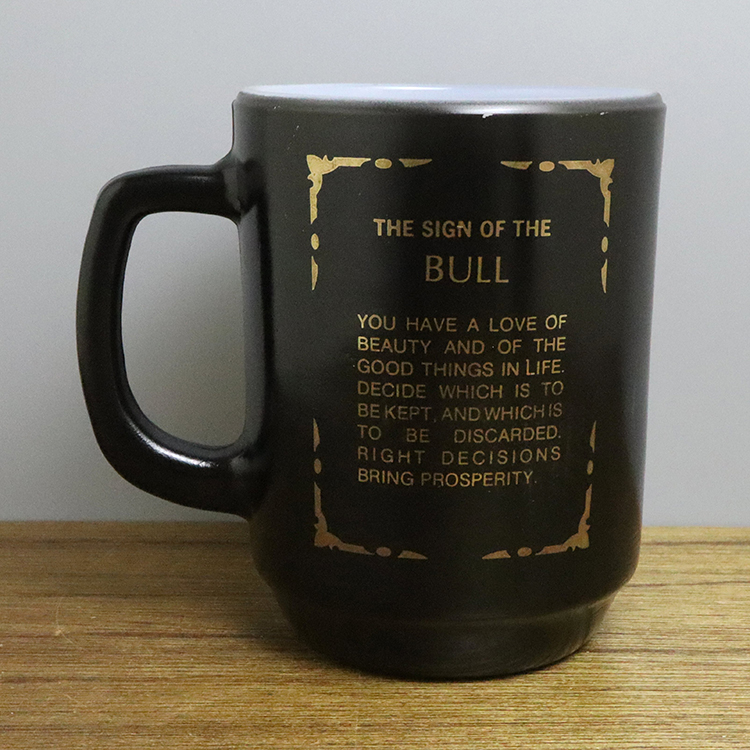 THE SIGN OF THE
BULL
YOU HAVE A LOVE OF
BEAUTY AND OF THE
GOOD THINGS IN LIFE.
DECIDE WHICH IS TO
BE KEPT, AND WHICH IS
TO BE DISCARDED.
RIGHT DECISIONS
BRING PROSPERITY.